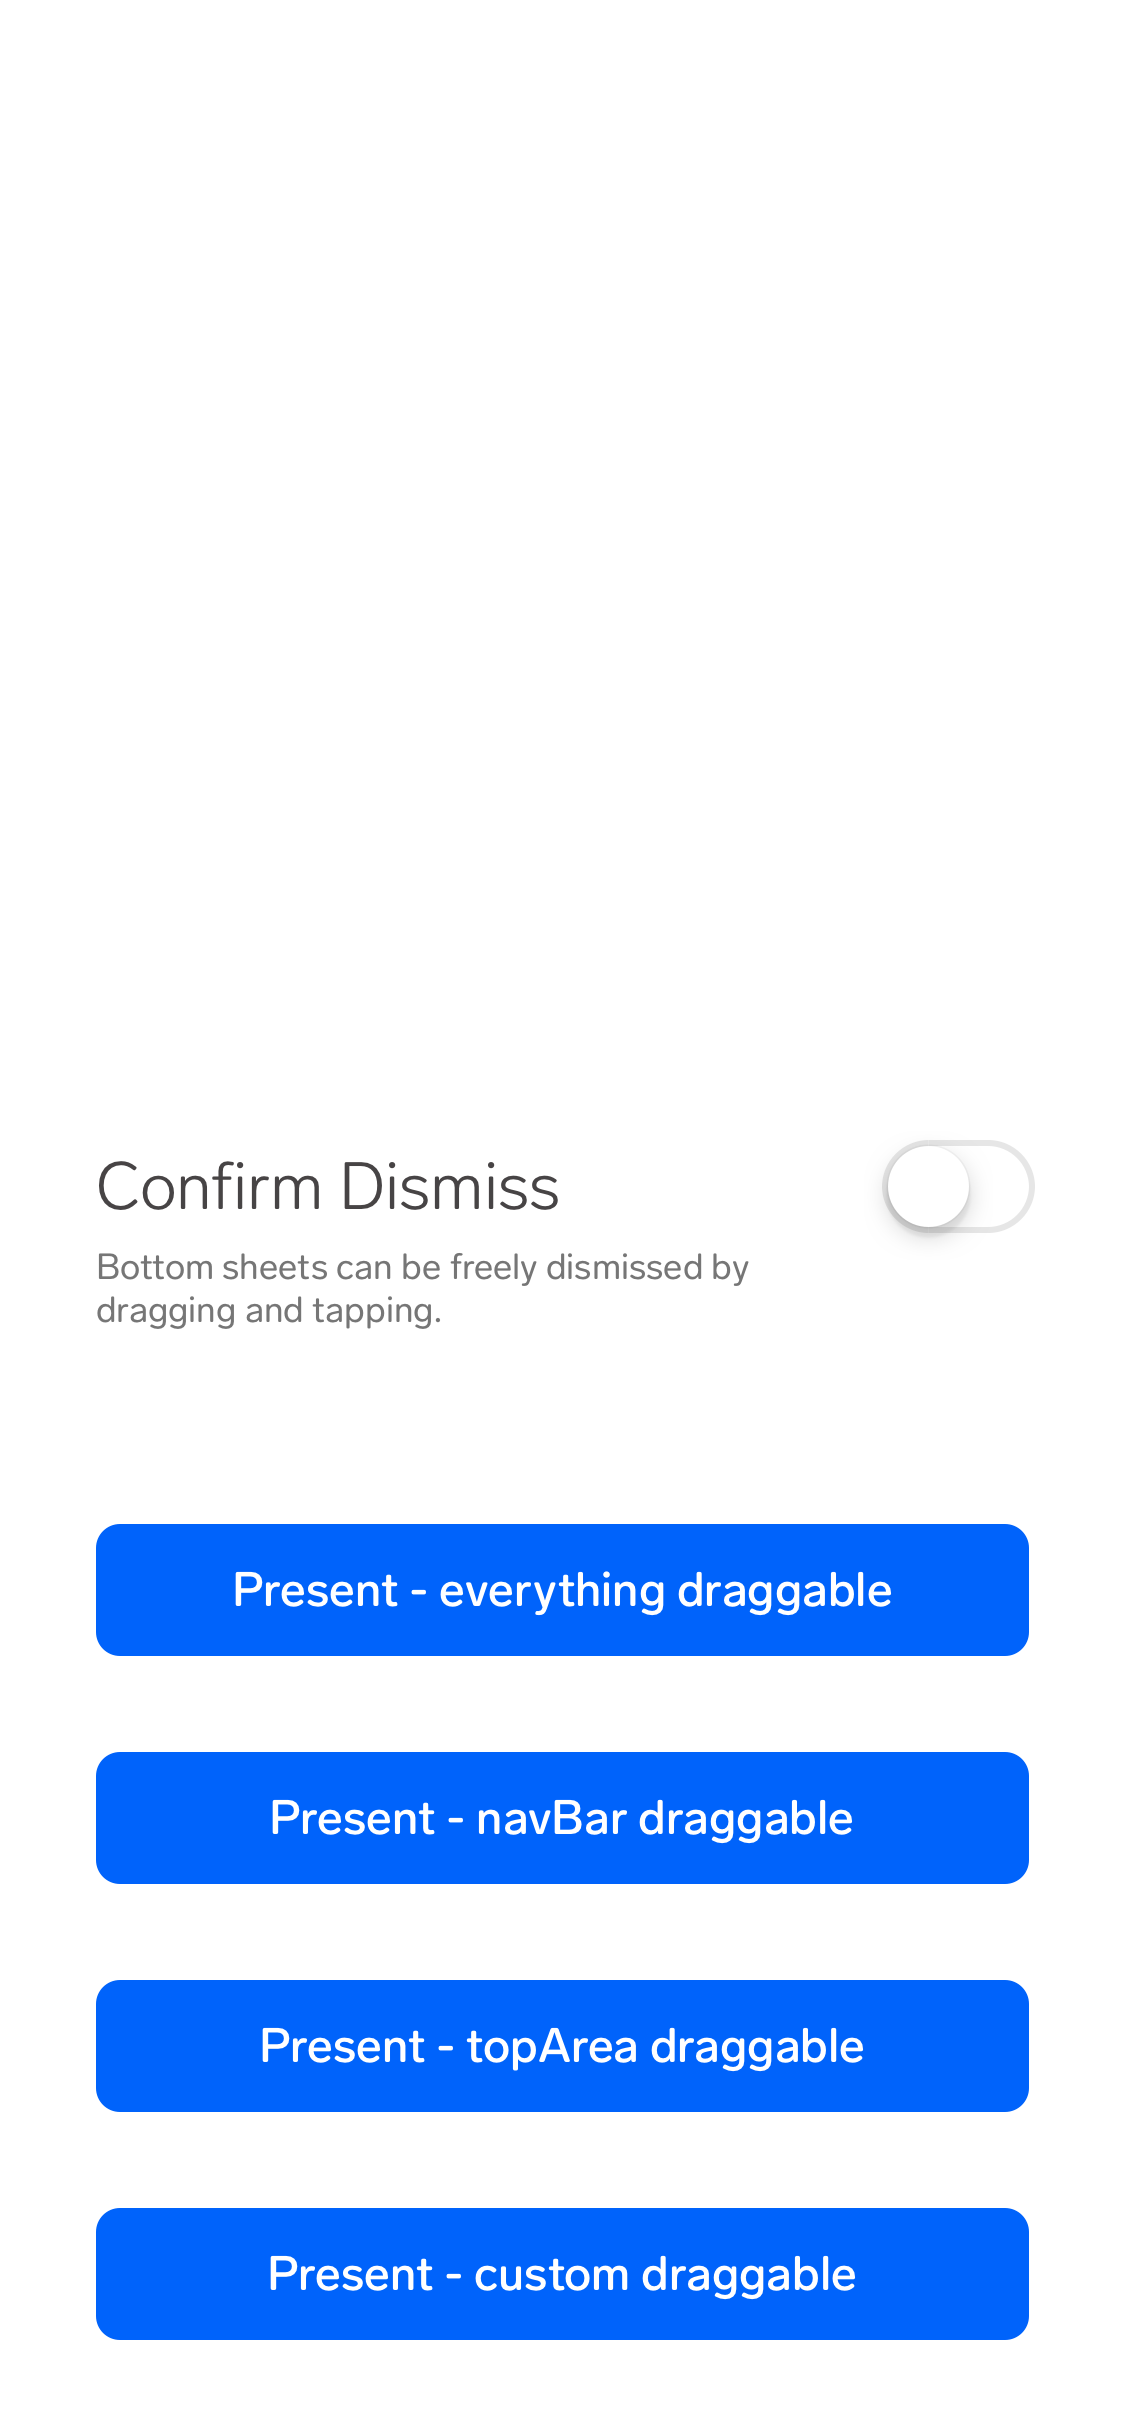 Confirm Dismiss
Bottom sheets can be freely dismissed by
dragging and tapping.
Present - everything draggable
Present - navBar draggable
Present - topArea draggable
Present - custom draggable